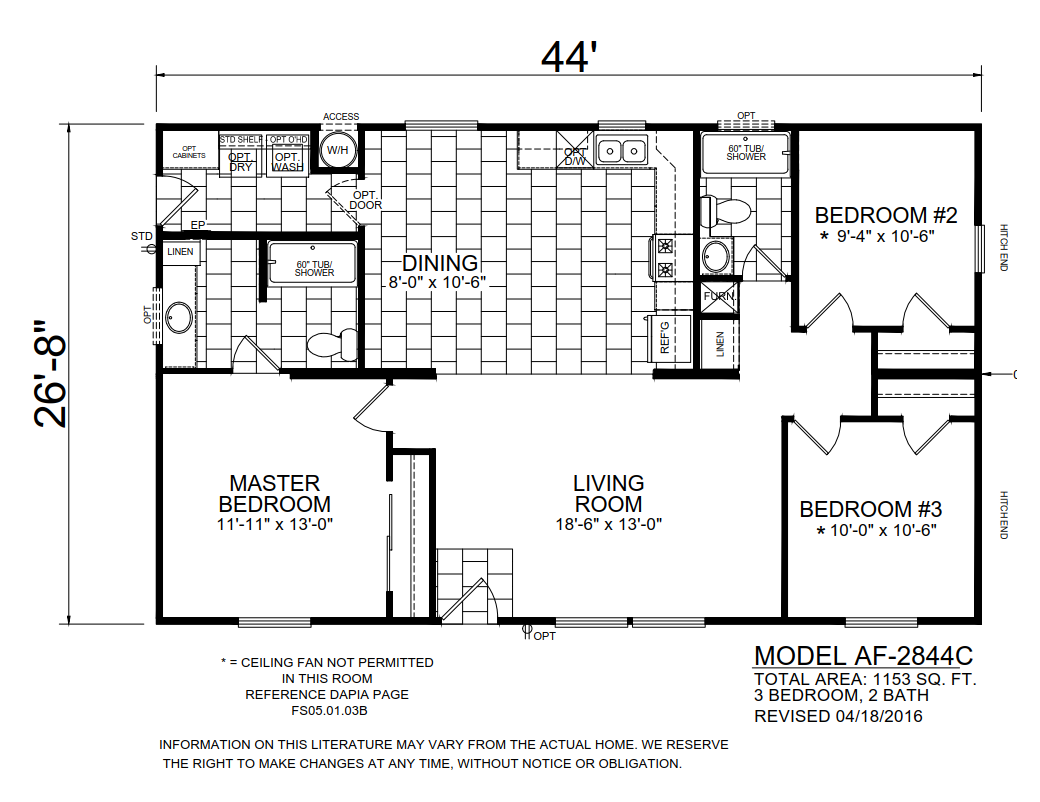 44'
ACCESS
OPT
STD SHELF
OPT O'HD
OPT
CABINETS
OPT.
DRY
OPT.
WASH
W/H
OPT
D/W
60" TUB/
SHOWER
OPT.
DOOR
EP
STD
BEDROOM #2
* 9'-4" x 10'-6"
HITCH END
LINEN
60" TUB/
SHOWER
DINING
8'-0" x 10'-6"
FURN.
OPT
REF'G
LINEN
26'-8"
MASTER
BEDROOM
11'-11" x 13'-0"
LIVING
ROOM
18'-6" x 13'-0"
BEDROOM #3
* 10'-0" x 10'-6"
HITCH END
OPT
* = CEILING FAN NOT PERMITTED
IN THIS ROOM
REFERENCE DAPIA PAGE
FS05.01.03B
MODEL AF-2844C
TOTAL AREA: 1153 SQ. FT.
3 BEDROOM, 2 BATH
REVISED 04/18/2016
INFORMATION ON THIS LITERATURE MAY VARY FROM THE ACTUAL HOME. WE RESERVE
THE RIGHT TO MAKE CHANGES AT ANY TIME, WITHOUT NOTICE OR OBLIGATION.